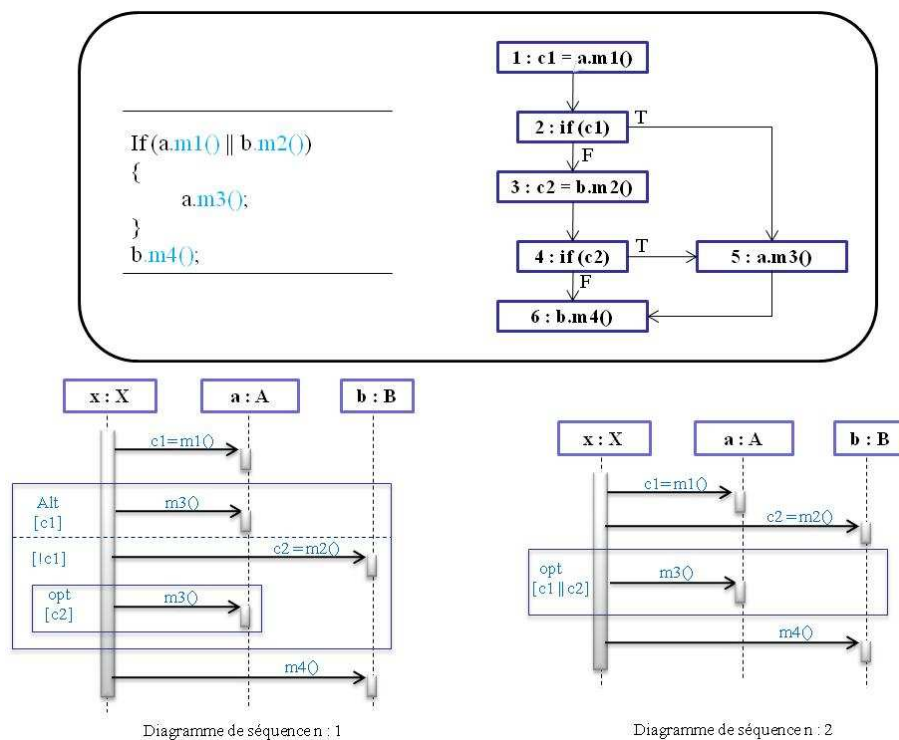 If (a.m1() || b.m2())
{
a.m3();
}
b.m4();
1 : c1 = a.m1()
2 : if (c1)
T
F
3 : c2 = b.m2()
4 : if (c2)
T
5 : a.m3()
F
6 : b.m4()
x : X
a : A
b : B
c1=m1()
Alt
[c1]
m3()
[!c1]
c2=m2()
opt
[c2]
m3()
m4()
Diagramme de séquence n : 1
x : X
a : A
b : B
c1=m1()
c2=m2()
opt
[c1||c2]
m3()
m4()
Diagramme de séquence n : 2